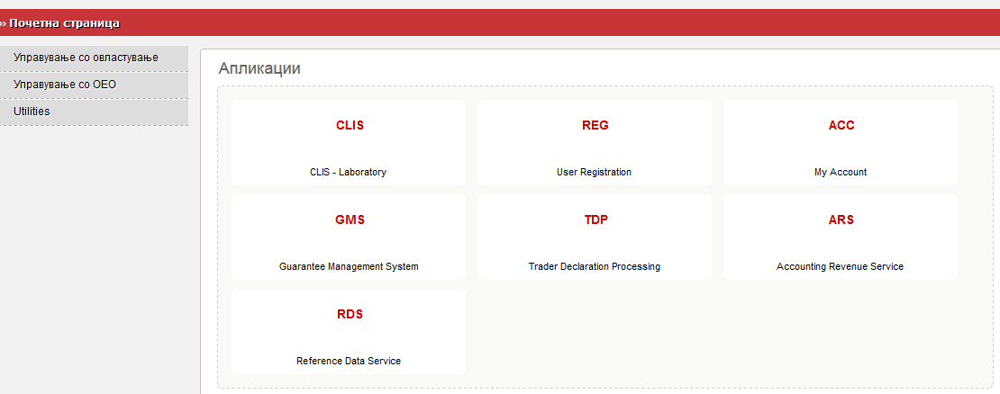 » Почетна страница
Управување со овластување
Управување со ОЕО
Utilities
Апликации
CLIS
CLIS - Laboratory
REG
User Registration
ACC
My Account
GMS
Guarantee Management System
TDP
Trader Declaration Processing
ARS
Accounting Revenue Service
RDS
Reference Data Service